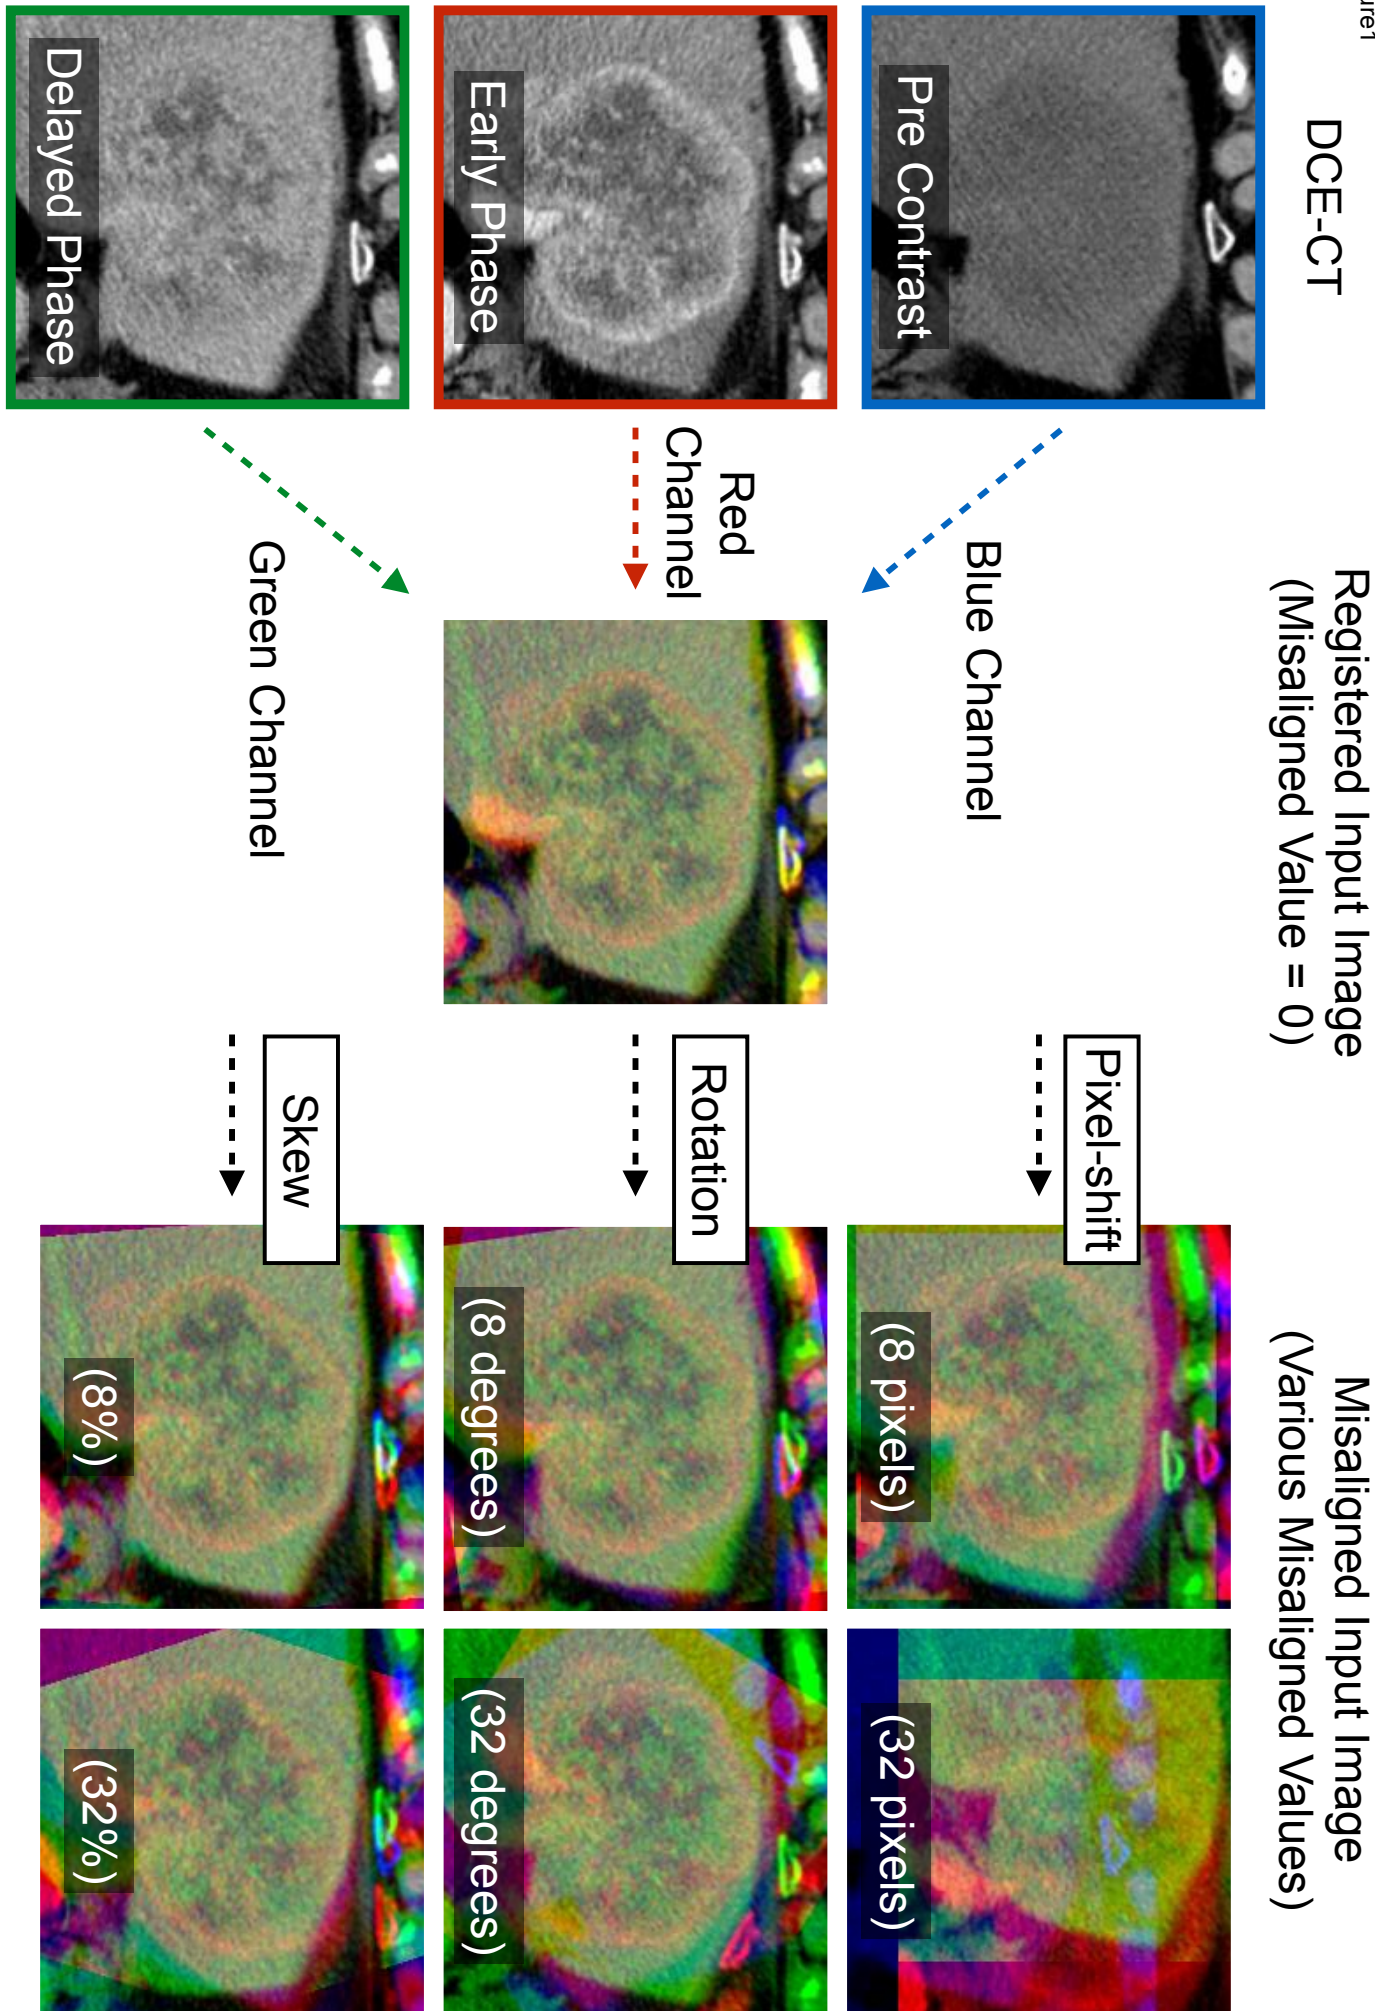 ure1
DCE-CT
Registered Input Image
(Misaligned Value = 0)
Misaligned Input Image
(Various Misaligned Values)
Pre Contrast
Blue Channel
Pixel-shift
(8 pixels)
(32 pixels)
Early Phase
Red
Channel
Rotation
(8 degrees)
(32 degrees)
Delayed Phase
Green Channel
Skew
(8%)
(32%)